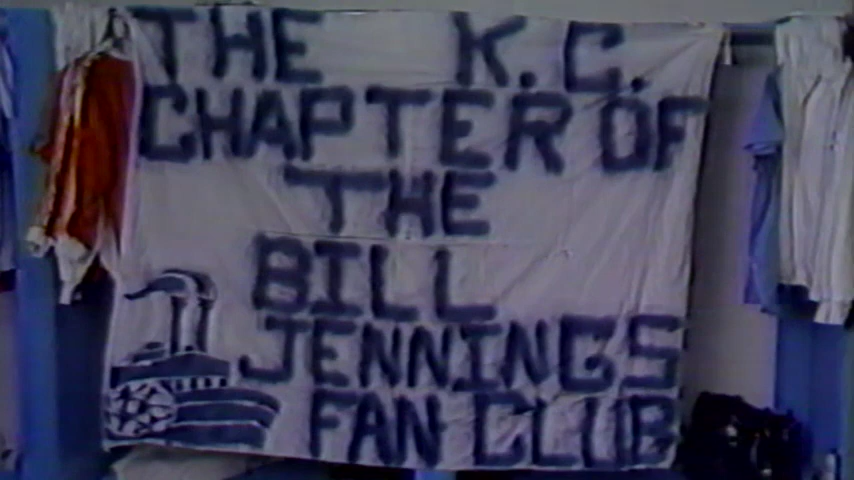 THE K.C.
CHAPTER OF
THE
BILL
JENNINGS
FAN CLUB